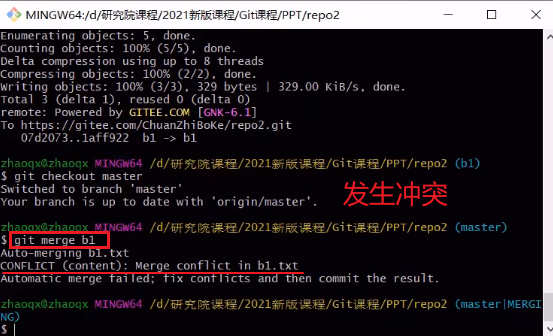 MINGW64:/d/研究院课程/2021新版课程/Git课程/PPT/repo2
Enumerating objects: 5, done.
Counting objects: 100% (5/5), done.
Delta compression using up to 8 threads
Compressing objects: 100% (2/2), done.
Writing objects: 100% (3/3), 329 bytes | 329.00 KiB/s, done.
Total 3 (delta 1), reused 0 (delta 0)
remote: Powered by GITEE.COM [GNK-6.1]
To https://gitee.com/ChuanZhiBoKe/repo2.git
07d2073..1aff922  b1 -> b1
zhaoqx@zhaoqx MINGW64 /d/研究院课程/2021新版课程/Git课程/PPT/repo2 (b1)
$ git checkout master
Switched to branch 'master'
Your branch is up to date with 'origin/master'.
发生冲突
zhaoqx@zhaoqx MINGW64 /d/研究院课程/2021新版课程/Git课程/PPT/repo2 (master)
$ git merge b1
Auto-merging b1.txt
CONFLICT (content): Merge conflict in b1.txt
Automatic merge failed; fix conflicts and then commit the result.
zhaoqx@zhaoqx MINGW64 /d/研究院课程/2021新版课程/Git课程/PPT/repo2 (master|MERGI
NG)
$